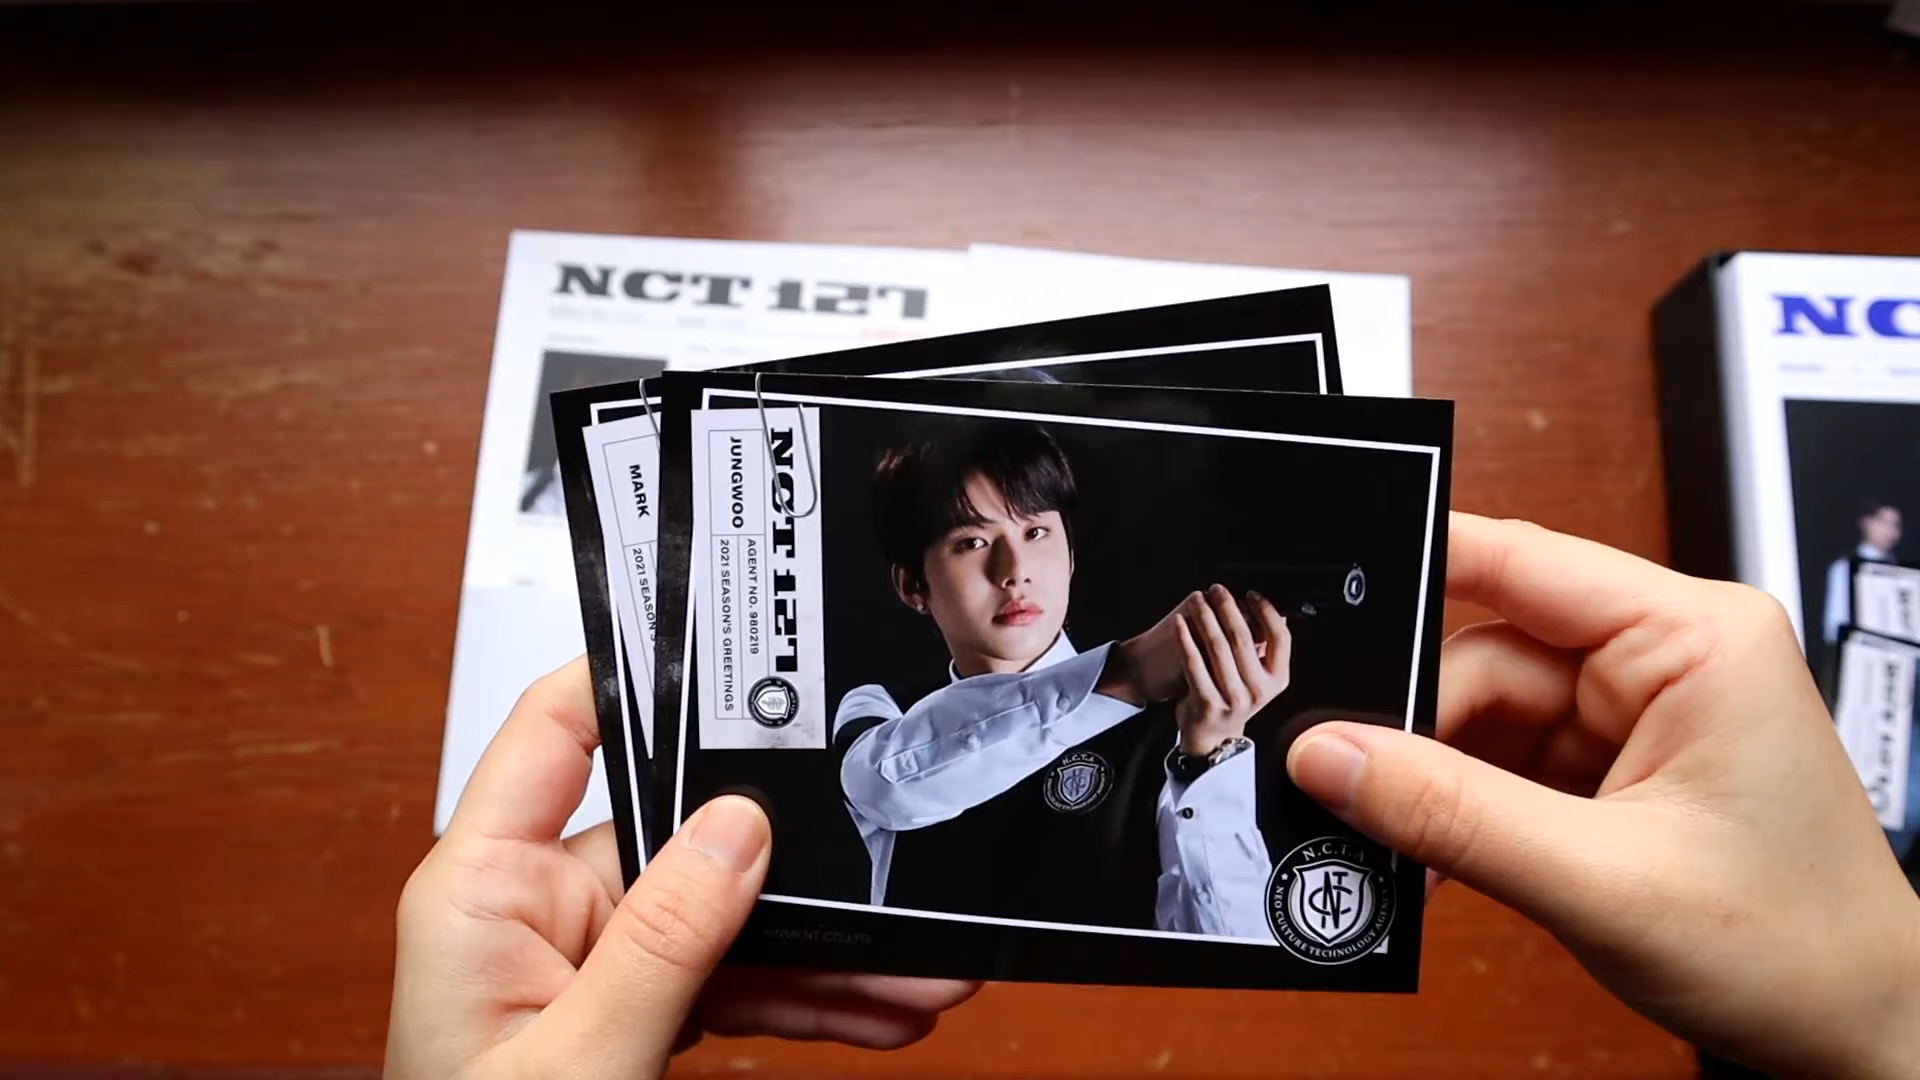 NCT 127
NC
MARK
2021 SEASON'S
NCT 127
JUNGWOO
AGENT NO. 980219
2021 SEASON'S GREETINGS
N.C.T.A
N.C.T.A
NCT
NEO CULTURE TECHNOLOGY AGENCY